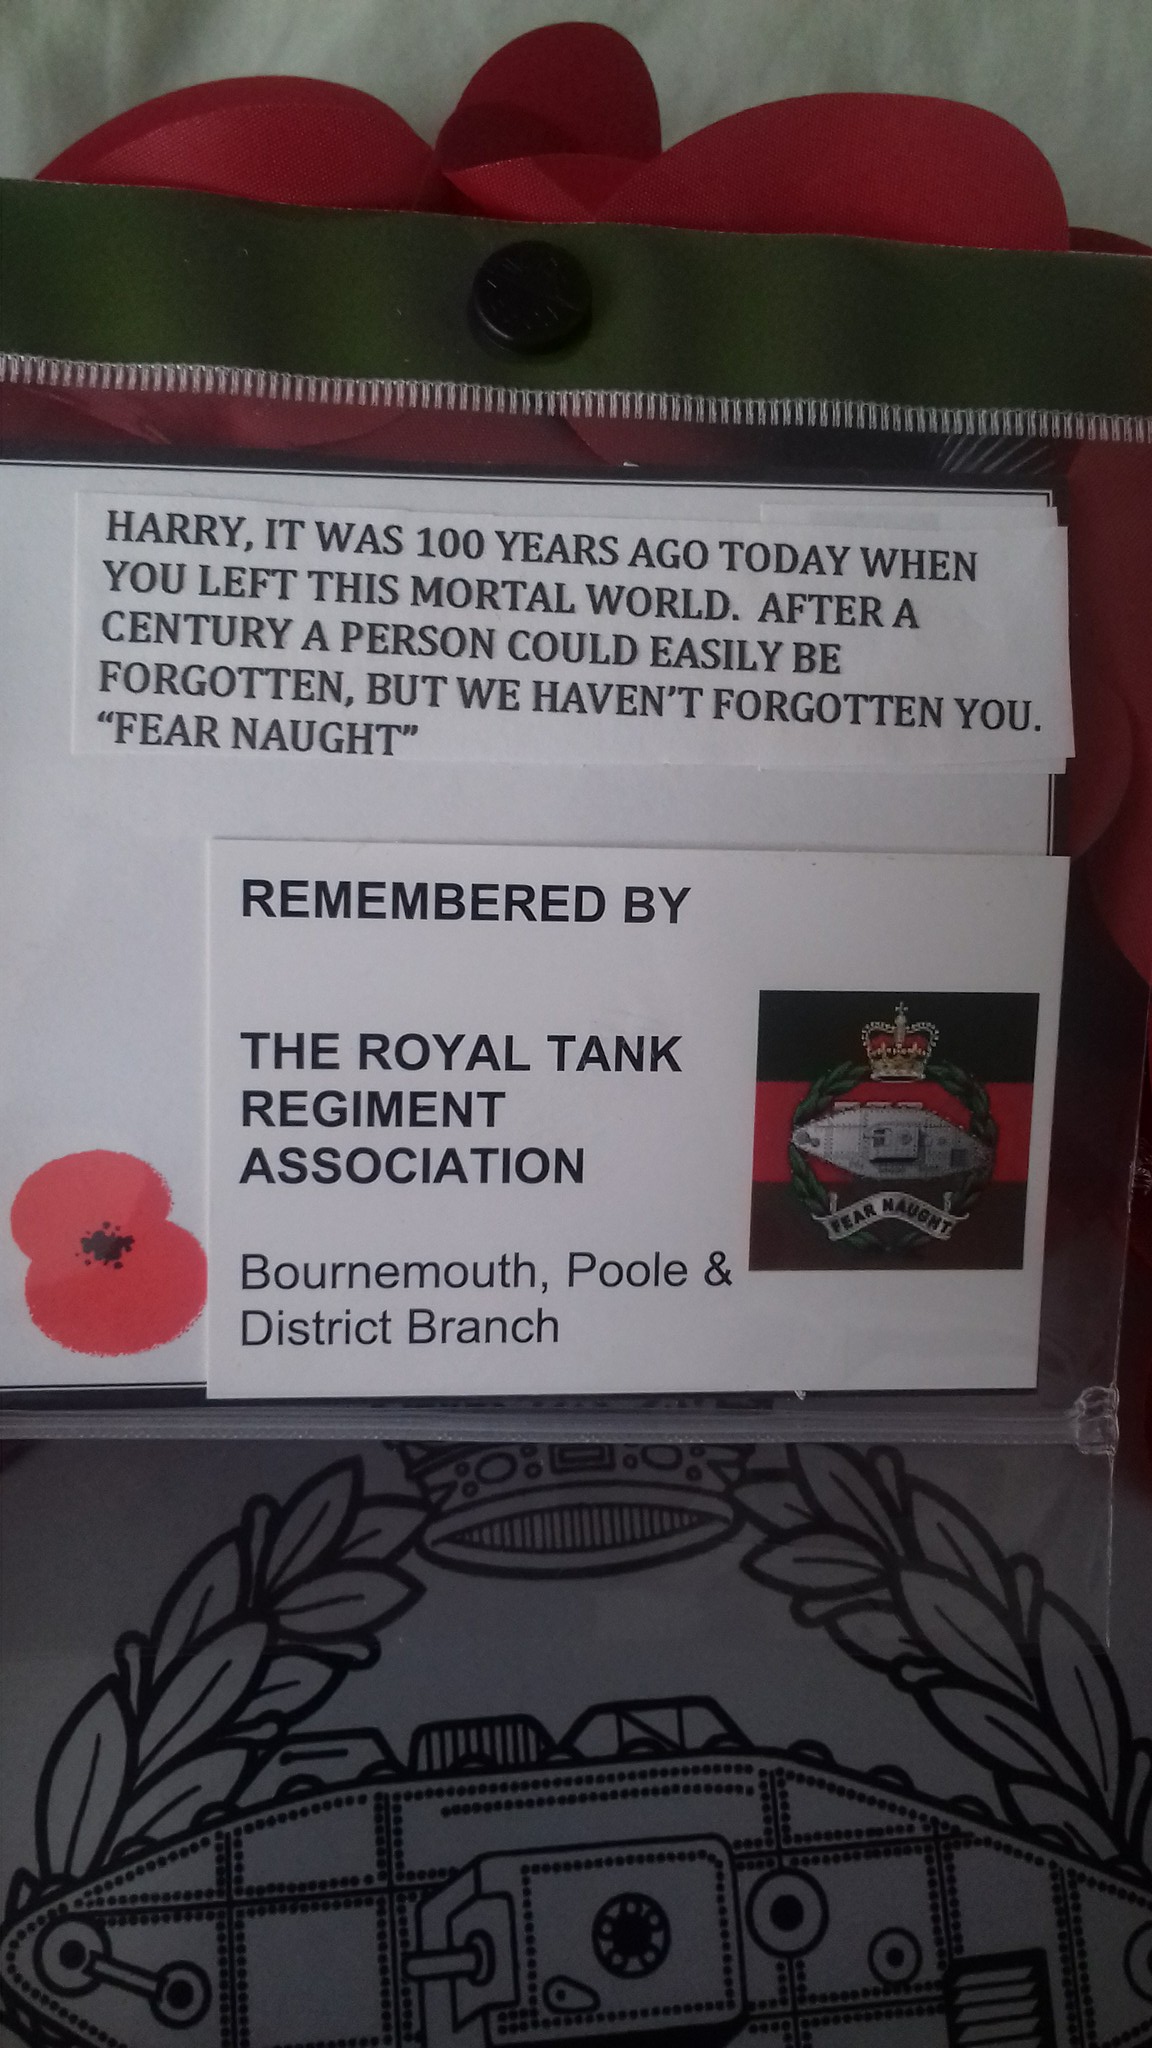 HARRY, IT WAS 100 YEARS AGO TODAY WHEN
YOU LEFT THIS MORTAL WORLD. AFTER A
CENTURY A PERSON COULD EASILY BE
FORGOTTEN, BUT WE HAVEN'T FORGOTTEN YOU.
“FEAR NAUGHT”
REMEMBERED BY
THE ROYAL TANK
REGIMENT
ASSOCIATION
FEAR NAUGHT
Bournemouth, Poole &
District Branch